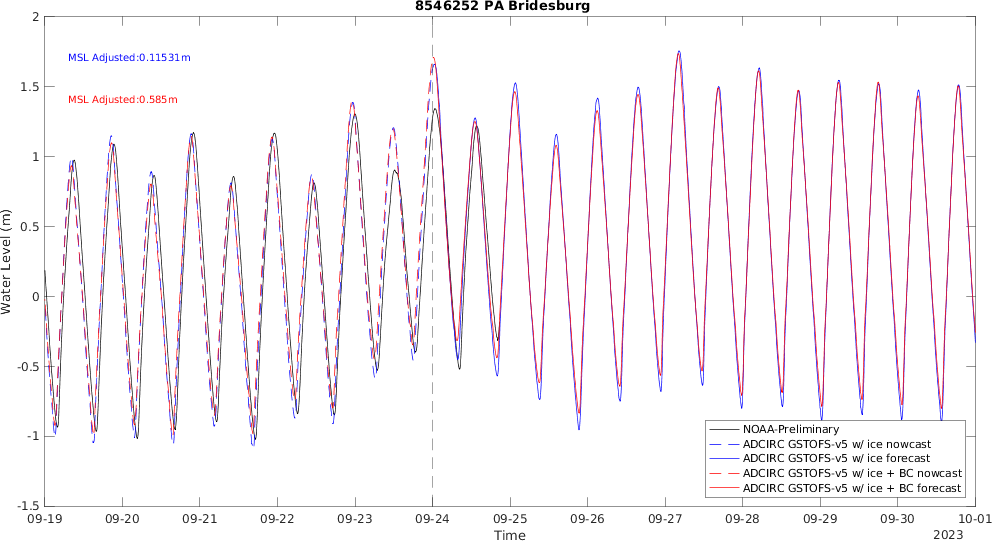 8546252 PA Bridesburg
2
MSL Adjusted:0.11531m
1.5
MSL Adjusted:0.585m
1
0.5
Water Level (m)
0
-0.5
-1
NOAA-Preliminary
ADCIRC GSTOFS-v5 w/ ice nowcast
ADCIRC GSTOFS-v5 w/ ice forecast
ADCIRC GSTOFS-v5 w/ ice + BC nowcast
ADCIRC GSTOFS-v5 w/ ice + BC forecast
-1.5
09-19 09-20 09-21 09-22 09-23 09-24 09-25 09-26 09-27 09-28 09-29 09-30 10-01
Time
2023